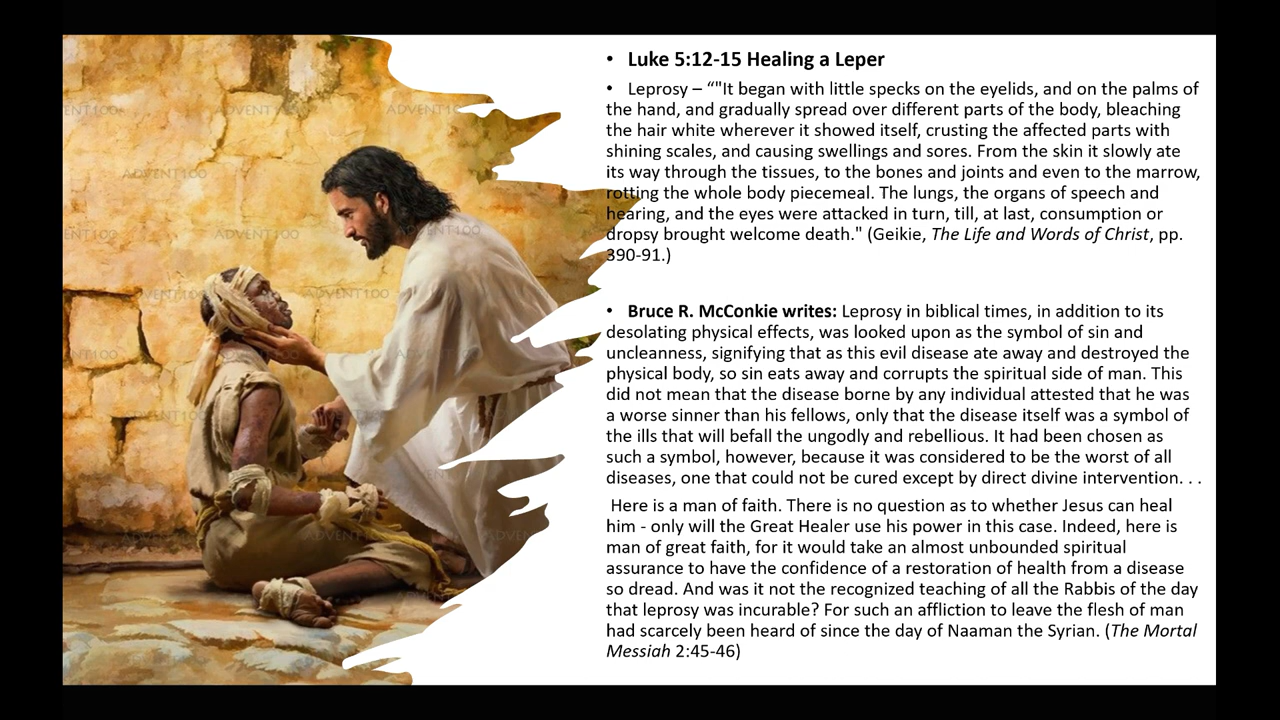 • Luke 5:12-15 Healing a Leper
• Leprosy – “"It began with little specks on the eyelids, and on the palms of
the hand, and gradually spread over different parts of the body, bleaching
the hair white wherever it showed itself, crusting the affected parts with
shining scales, and causing swellings and sores. From the skin it slowly ate
its way through the tissues, to the bones and joints and even to the marrow,
rotting the whole body piecemeal. The lungs, the organs of speech and
hearing, and the eyes were attacked in turn, till, at last, consumption or
dropsy brought welcome death." (Geikie, The Life and Words of Christ, pp.
390-91.)
• Bruce R. McConkie writes: Leprosy in biblical times, in addition to its
desolating physical effects, was looked upon as the symbol of sin and
uncleanness, signifying that as this evil disease ate away and destroyed the
physical body, so sin eats away and corrupts the spiritual side of man. This
did not mean that the disease borne by any individual attested that he was
a worse sinner than his fellows, only that the disease itself was a symbol of
the ills that will befall the ungodly and rebellious. It had been chosen as
such a symbol, however, because it was considered to be the worst of all
diseases, one that could not be cured except by direct divine intervention. . .
Here is a man of faith. There is no question as to whether Jesus can heal
him - only will the Great Healer use his power in this case. Indeed, here is
man of great faith, for it would take an almost unbounded spiritual
assurance to have the confidence of a restoration of health from a disease
so dread. And was it not the recognized teaching of all the Rabbis of the day
that leprosy was incurable? For such an affliction to leave the flesh of man
had scarcely been heard of since the day of Naaman the Syrian. (The Mortal
Messiah 2:45-46)
ADVENT100
ADVENT100
ADVENT100
ADVENT100
ADVENT100
ADVENT100
ADVENT100